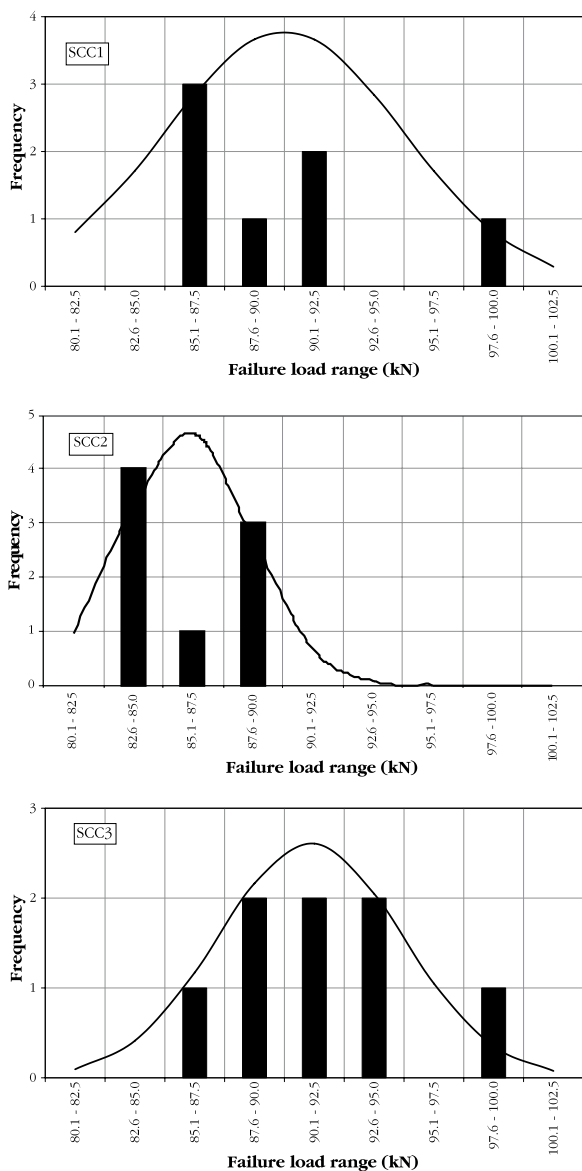 SCC1
Frequency
4
3
2
1
0
80.1 - 82.5
82.6 - 85.0
85.1 - 87.5
87.6 - 90.0
90.1 - 92.5
92.6 - 95.0
95.1 - 97.5
97.6 - 100.0
100.1 - 102.5
Failure load range (kN)
SCC2
Frequency
5
4
3
2
1
0
80.1 - 82.5
82.6 - 85.0
85.1 - 87.5
87.6 - 90.0
90.1 - 92.5
92.6 - 95.0
95.1 - 97.5
97.6 - 100.0
100.1 - 102.5
Failure load range (kN)
SCC3
Frequency
3
2
1
0
80.1 - 82.5
82.6 - 85.0
85.1 - 87.5
87.6 - 90.0
90.1 - 92.5
92.6 - 95.0
95.1 - 97.5
97.6 - 100.0
100.1 - 102.5
Failure load range (kN)